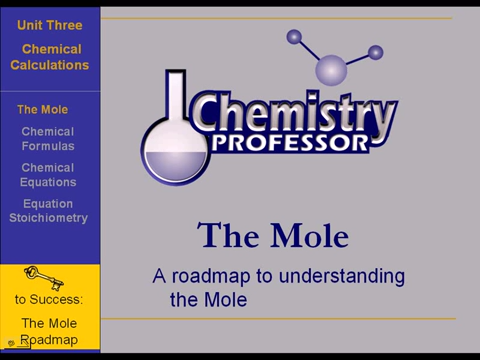 Unit Three
Chemical
Calculations
The Mole
Chemical
Formulas
Chemical
Equations
Equation
Stoichiometry
to Success:
The Mole
Roadmap
Chemistry
PROFESSOR
The Mole
A roadmap to understanding
the Mole